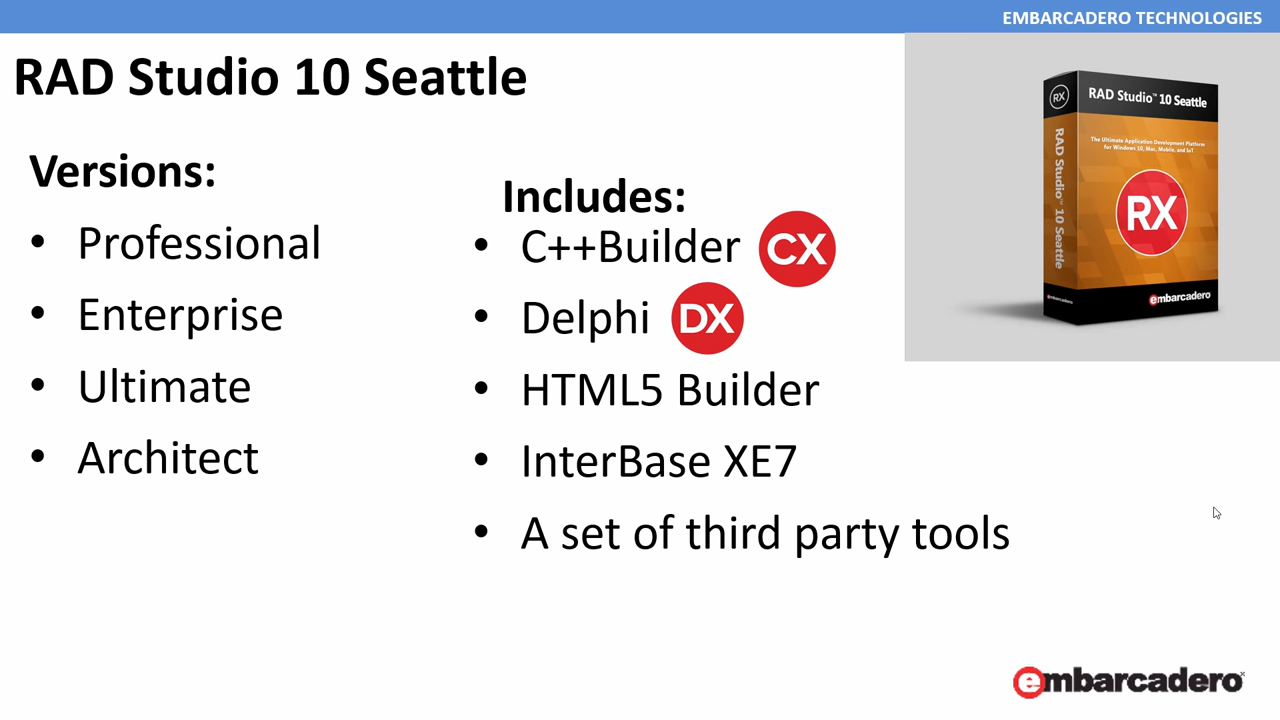 EMBARCADERO TECHNOLOGIES
RAD Studio 10 Seattle
Versions:
• Professional
• Enterprise
• Ultimate
• Architect
Includes:
• C++Builder CX
• Delphi DX
• HTML5 Builder
• InterBase XE7
• A set of third party tools
RX
RAD Studio™ 10 Seattle
RAD Studio™ 10 Seattle
The Ultimate Application Development Platform
for Windows 10, Mac, Mobile, and IoT
RX
embarcadero
embarcadero
embarcadero